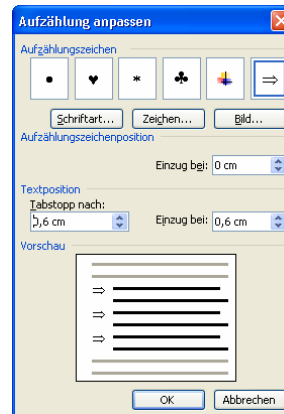 Aufzählung anpassen
Aufzählungszeichen
Schriftart... Zeichen... Bild...
Aufzählungszeichenposition
Einzug bei: 0 cm
Textposition
Tabstopp nach:
0,6 cm Einzug bei: 0,6 cm
Vorschau
OK Abbrechen